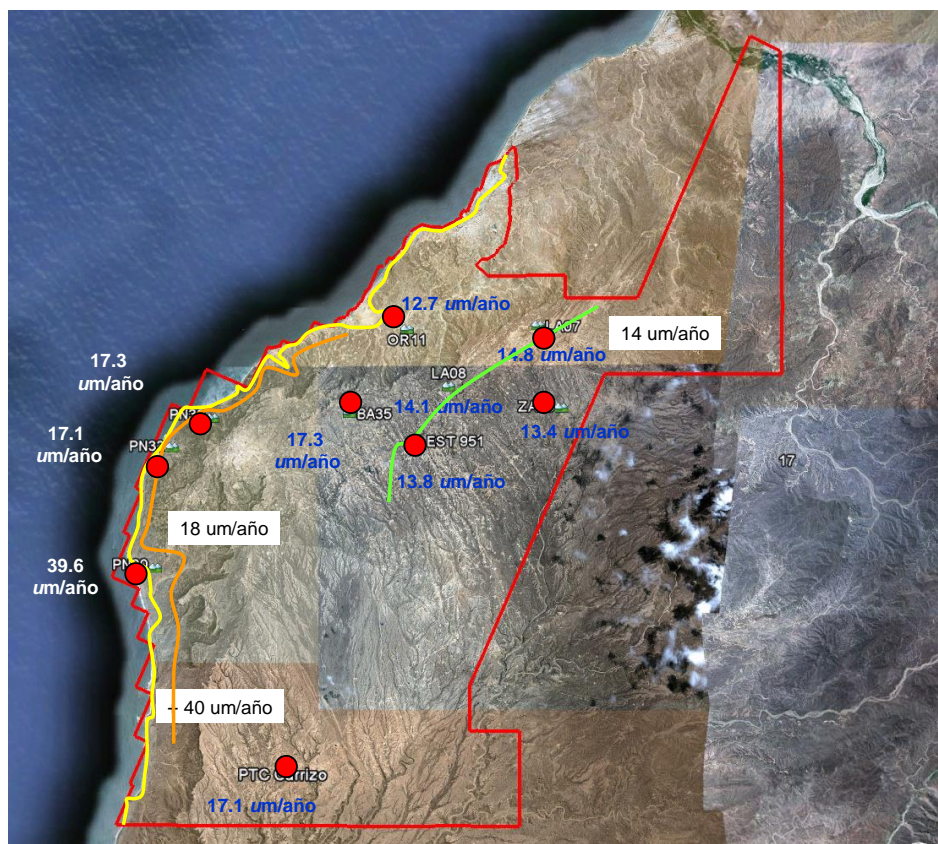 12.7 um/año
OR11
LA07
14 um/año
14.8 um/año
17.3
um/año
LA08
14.1 um/año
BA35
13.4 um/año
17.1
um/año
PN32
17.3
um/año
EST 951
13.8 um/año
17
18 um/año
39.6
um/año
40 um/año
PTC Carrizo
17.1 um/año